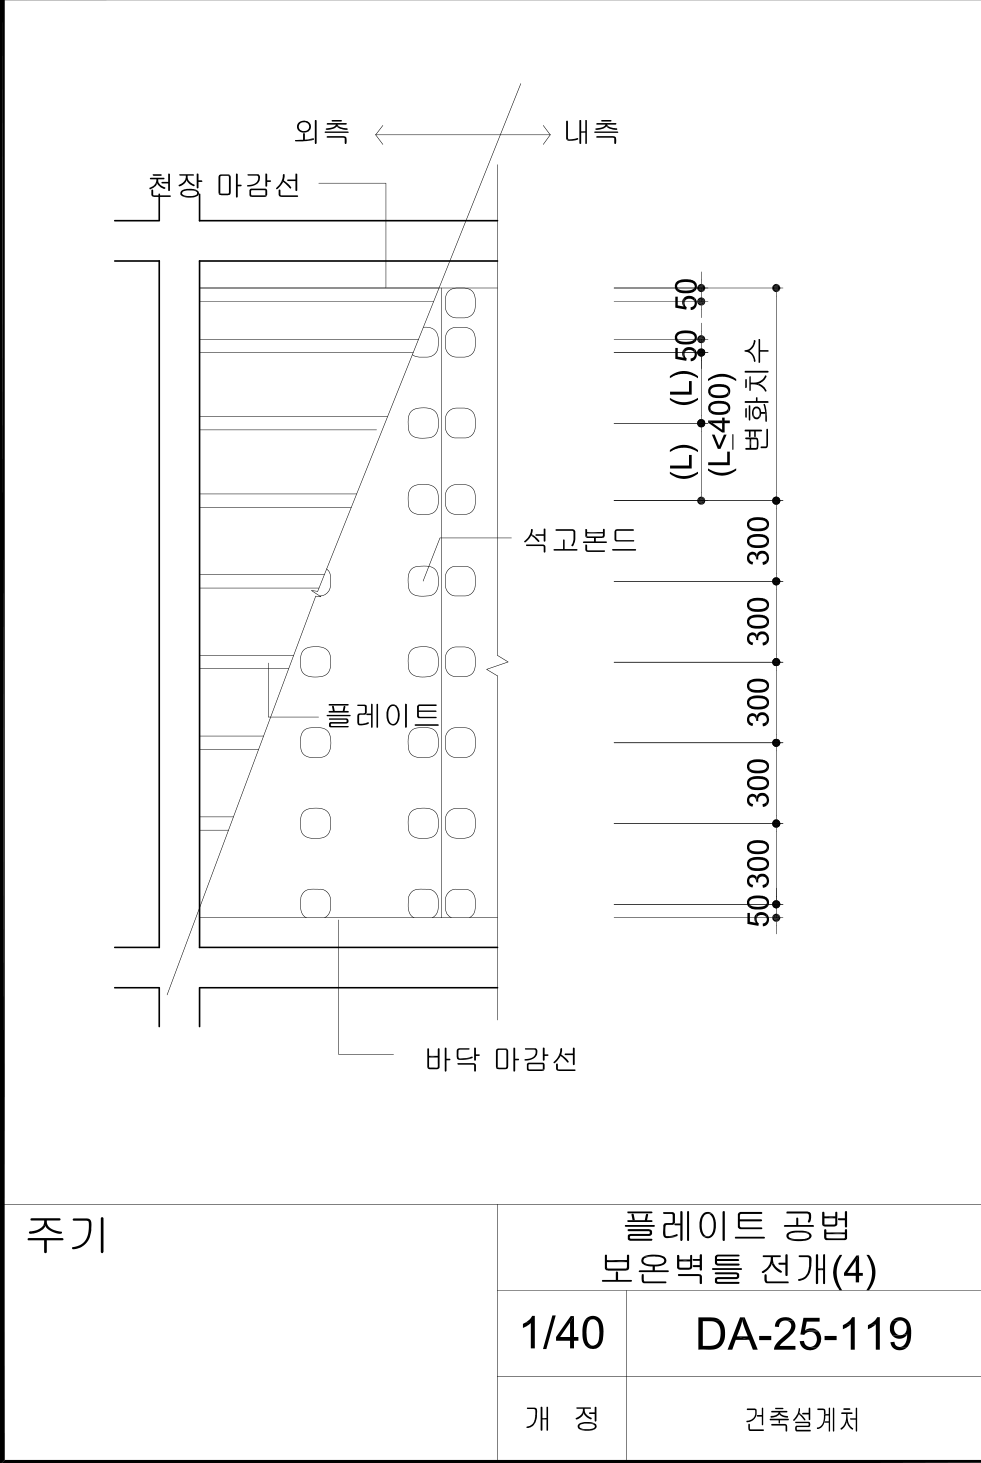 외측 내측
천장 마감선
50
50
(L)
(L)
(L≤400)
변화치수
석고본드
300
300
300
플레이트
300
300
50
바닥 마감선
주기
플레이트 공법
보온벽틀 전개(4)
1/40
DA-25-119
개 정
건축설계처